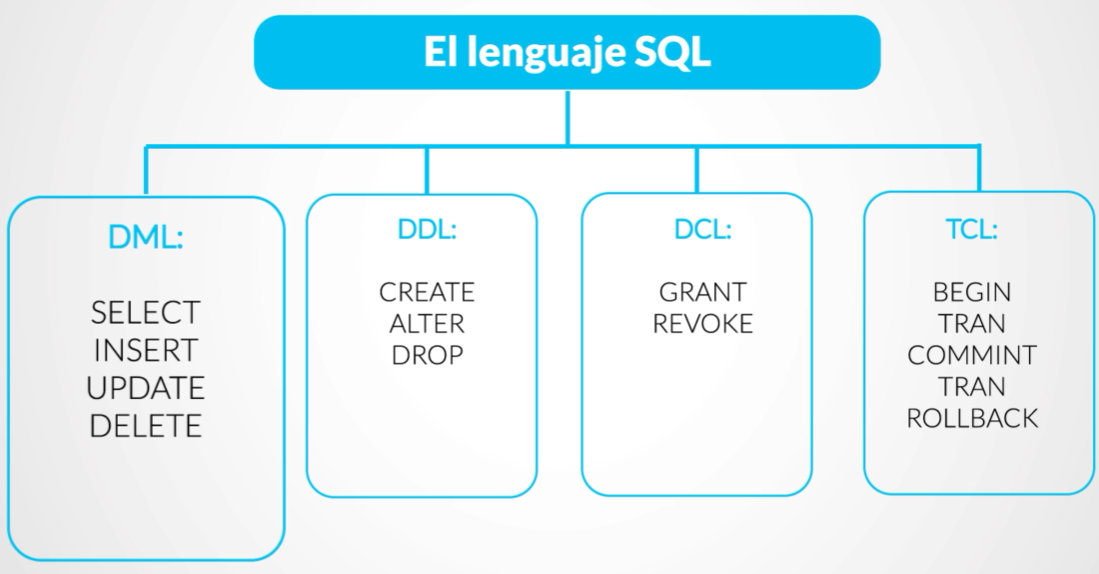 El lenguaje SQL
DML:
SELECT
INSERT
UPDATE
DELETE
DDL:
CREATE
ALTER
DROP
DCL:
GRANT
REVOKE
TCL:
BEGIN
TRAN
COMMINT
TRAN
ROLLBACK